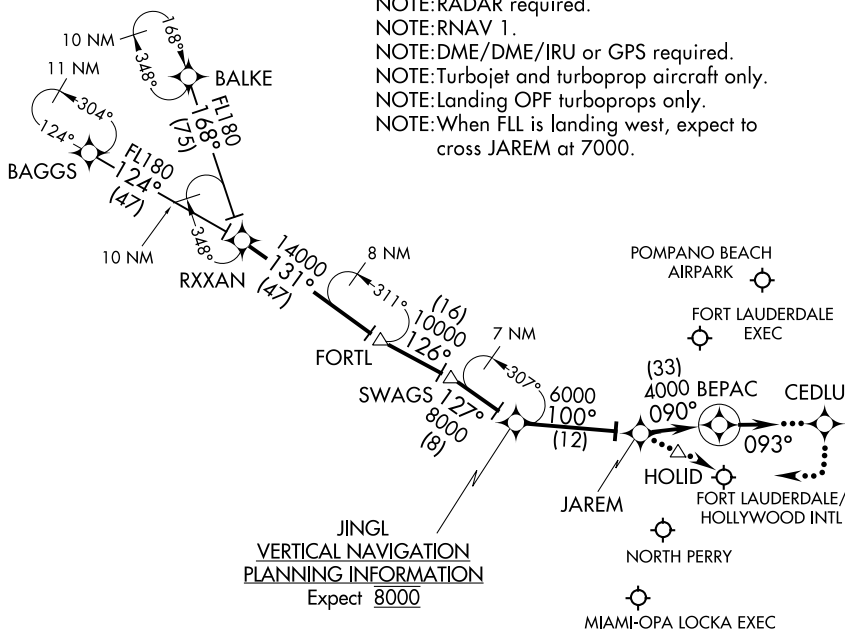 NOTE: RADAR required.
NOTE: RNAV 1.
NOTE: DME/DME/IRU or GPS required.
NOTE: Turbojet and turboprop aircraft only.
NOTE: Landing OPF turboprops only.
NOTE: When FLL is landing west, expect to
cross JAREM at 7000.
10 NM
168°
348°
BALKE
11 NM
304°
124°
BAGGS
FL180
168°
(75)
FL180
124°
(47)
10 NM
348°
RXXAN
14000
131°
(47)
8 NM
311°
FORTL
(16)
10000
126°
SWAGS
7 NM
307°
127°
8000
(8)
6000
100°
(12)
JINGL
VERTICAL NAVIGATION
PLANNING INFORMATION
Expect 8000
JAREM
(33)
4000
090°
BEPAC
093°
CEDLU
HOLID
POMPANO BEACH
AIRPARK
FORT LAUDERDALE
EXEC
FORT LAUDERDALE/
HOLLYWOOD INTL
NORTH PERRY
MIAMI-OPA LOCKA EXEC